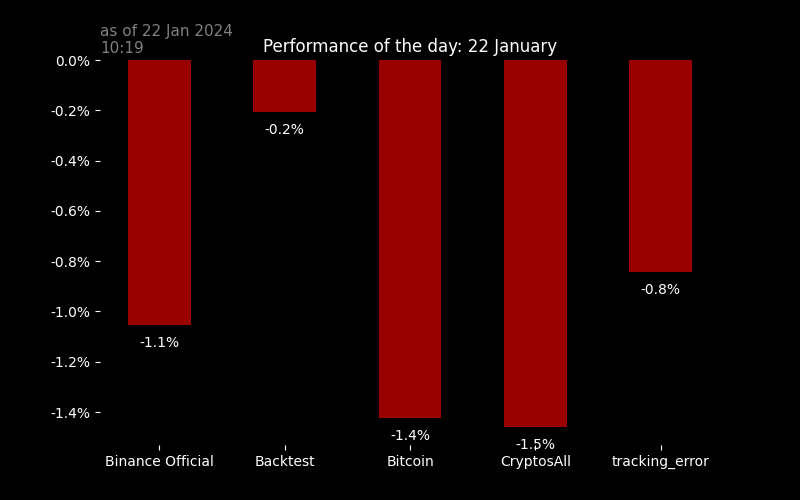 as of 22 Jan 2024
10:19
Performance of the day: 22 January
0.0%
-0.2%
-0.4%
-0.6%
-0.8%
-1.0%
-1.2%
-1.4%
-1.1%
-0.2%
-1.4%
-1.5%
-0.8%
Binance Official
Backtest
Bitcoin
CryptosAll
tracking_error